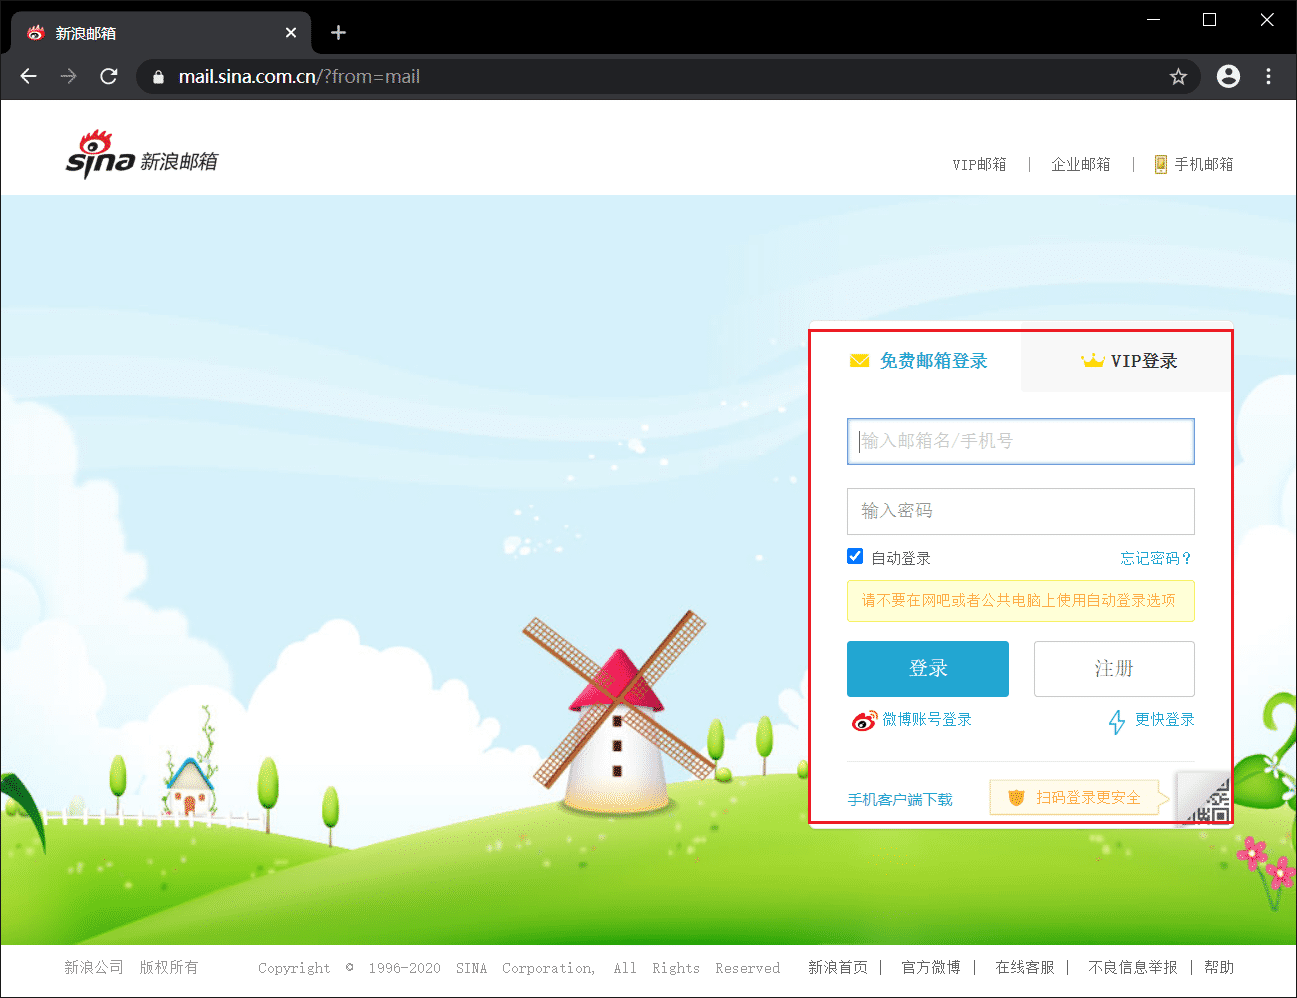 新浪邮箱
mail.sina.com.cn/?from=mail
sina 新浪邮箱
VIP邮箱 | 企业邮箱 | 手机邮箱
免费邮箱登录 VIP登录
输入邮箱名/手机号
输入密码
自动登录 忘记密码？
请不要在网吧或者公共电脑上使用自动登录选项
登录 注册
微博账号登录 更快登录
手机客户端下载 扫码登录更安全
新浪公司 版权所有 Copyright © 1996-2020 SINA Corporation, All Rights Reserved 新浪首页 | 官方微博 | 在线客服 | 不良信息举报 | 帮助